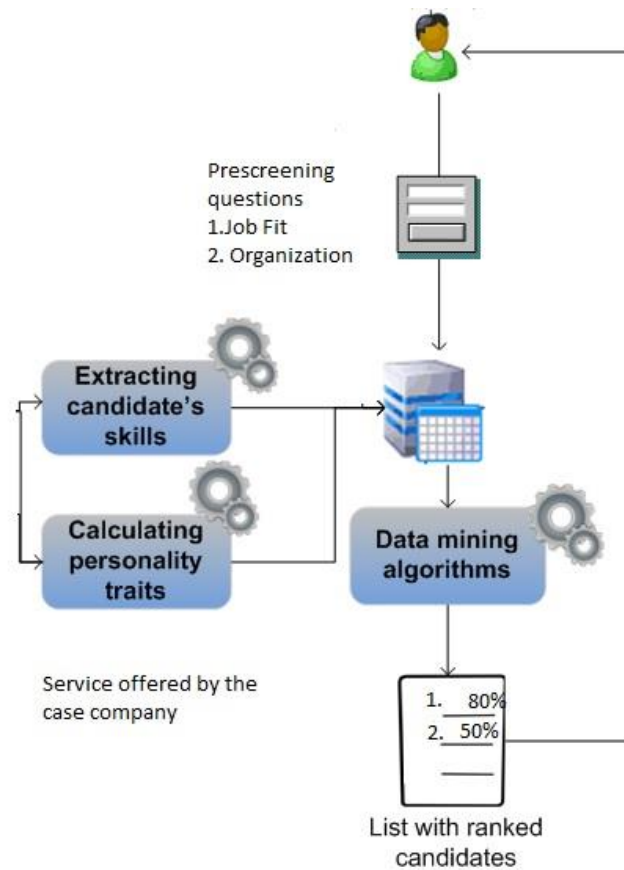 Prescreening
questions
1.Job Fit
2. Organization
Extracting
candidate's
skills
Calculating
personality
traits
Data mining
algorithms
Service offered by the
case company
1. 80%
2. 50%
List with ranked
candidates